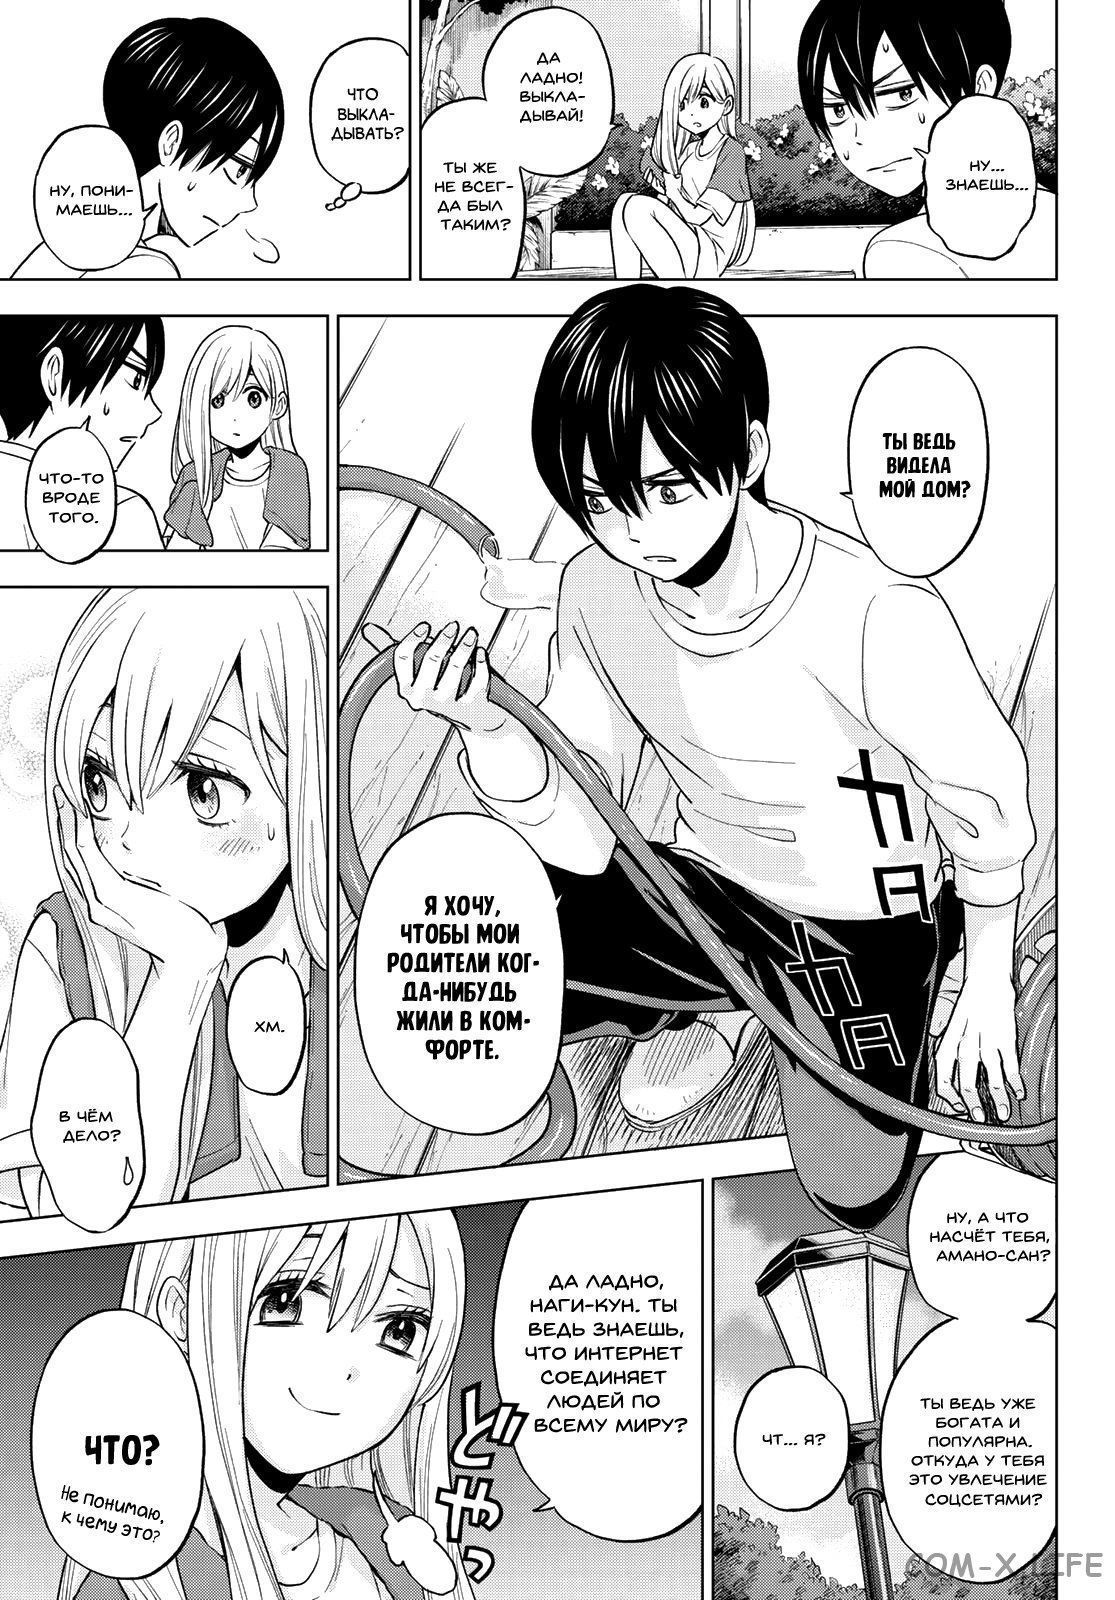 НУ...
ЗНАЕШЬ...
ДА
ЛАДНО!
ВЫКЛА-
ДЫВАЙ!
ТЫ ЖЕ
НЕ ВСЕГ-
ДА БЫЛ
ТАКИМ?
ЧТО
ВЫКЛА-
ДЫВАТЬ?
НУ, ПОНИ-
МАЕШЬ...
ТЫ ВЕДЬ
ВИДЕЛА
МОЙ ДОМ?
Я ХОЧУ,
ЧТОБЫ МОИ
РОДИТЕЛИ КОГ-
ДА-НИБУДЬ
ЖИЛИ В КОМ-
ФОРТЕ.
ЧТО-ТО
ВРОДЕ
ТОГО.
ХМ.
В ЧЁМ
ДЕЛО?
НУ, А ЧТО
НАСЧЁТ ТЕБЯ,
АМАНО-САН?
ЧТ... Я?
ТЫ ВЕДЬ УЖЕ
БОГАТА И
ПОПУЛЯРНА.
ОТКУДА У ТЕБЯ
ЭТО УВЛЕЧЕНИЕ
СОЦСЕТЯМИ?
ДА ЛАДНО,
НАГИ-КУН. ТЫ
ВЕДЬ ЗНАЕШЬ,
ЧТО ИНТЕРНЕТ
СОЕДИНЯЕТ
ЛЮДЕЙ ПО
ВСЕМУ МИРУ?
どやっ
ЧТО?
Не понимаю,
к чему это?
COM-X.LIFE